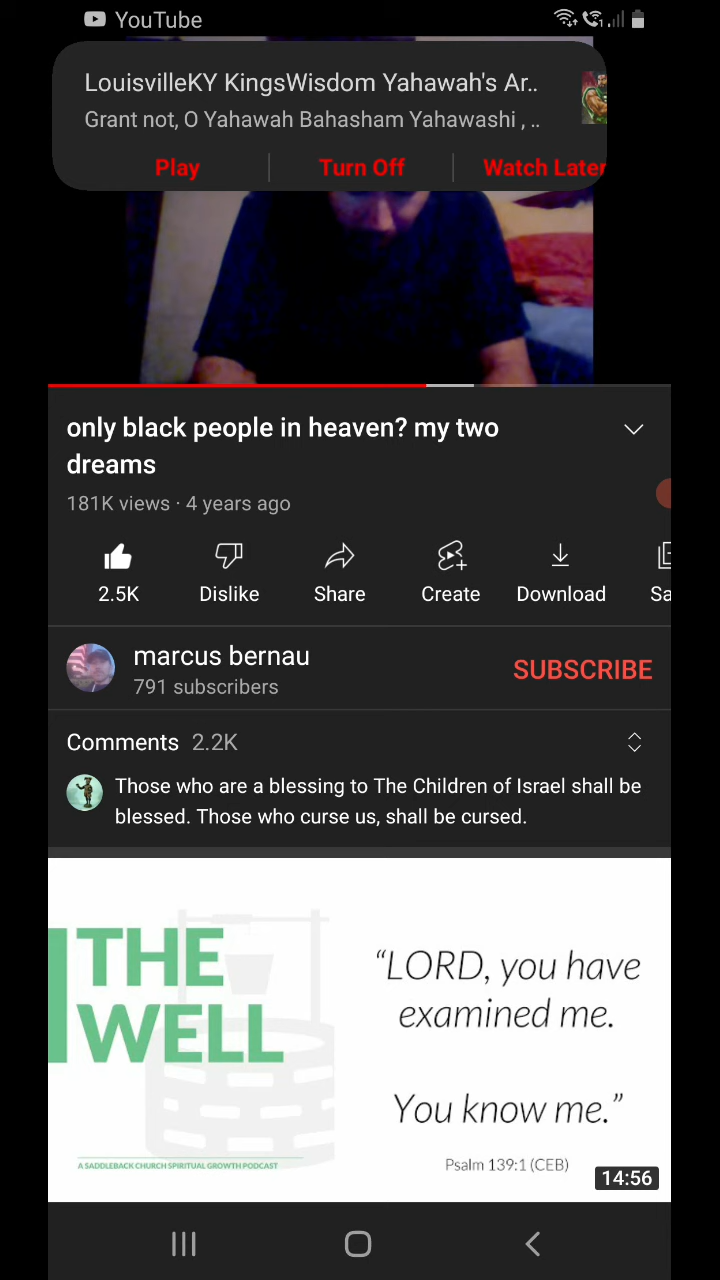 YouTube
LouisvilleKY KingsWisdom Yahawah's Ar..
Grant not, O Yahawah Bahasham Yahawashi , ..
Play
Turn Off
Watch Later
only black people in heaven? my two
dreams
181K views · 4 years ago
2.5K
Dislike
Share
Create
Download
Sa
marcus bernau
791 subscribers
SUBSCRIBE
Comments 2.2K
Those who are a blessing to The Children of Israel shall be
blessed. Those who curse us, shall be cursed.
THE
WELL
A SADDLEBACK CHURCH SPIRITUAL GROWTH PODCAST
“LORD, you have
examined me.
You know me.”
Psalm 139:1 (CEB)
14:56